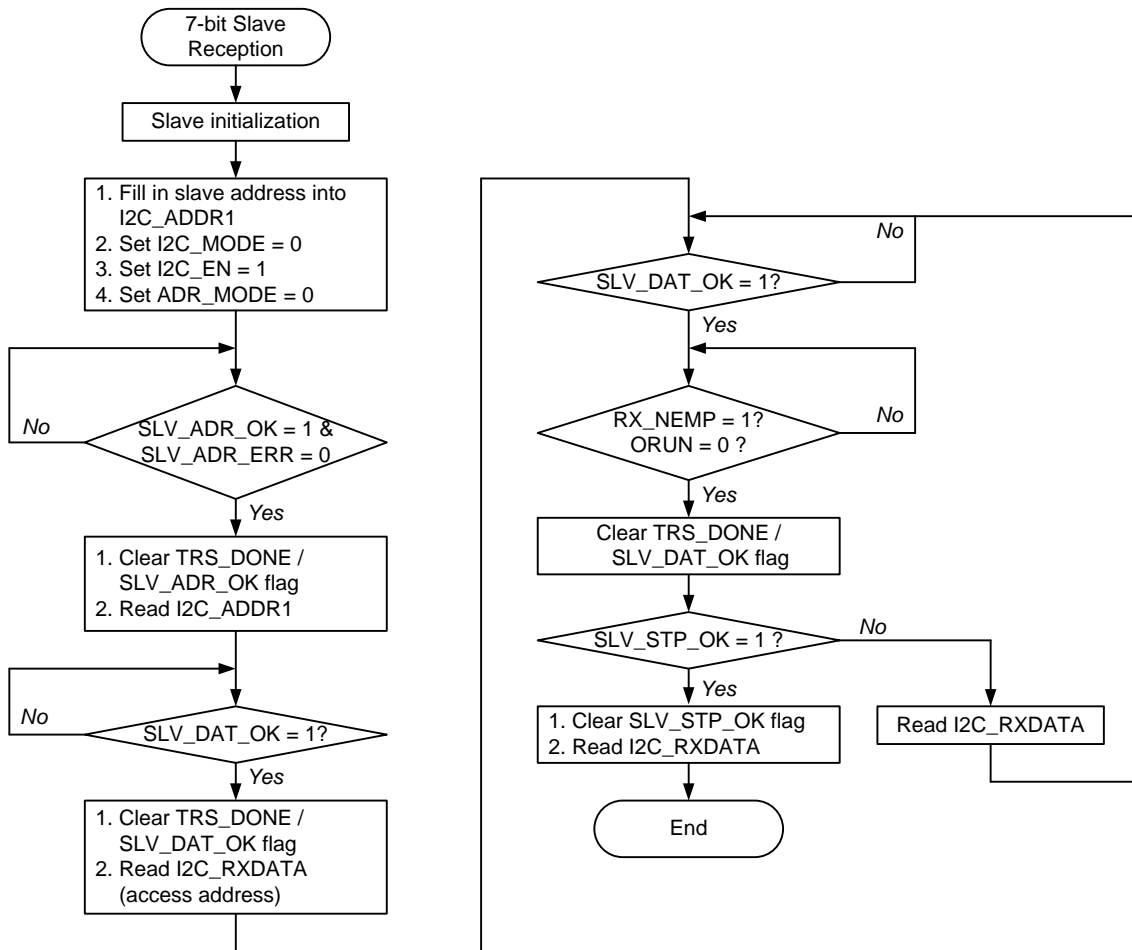 7-bit Slave
Reception
Slave initialization
1. Fill in slave address into
I2C_ADDR1
2. Set I2C_MODE = 0
3. Set I2C_EN = 1
4. Set ADR_MODE = 0
No
SLV_ADR_OK = 1 &
SLV_ADR_ERR = 0
Yes
1. Clear TRS_DONE /
SLV_ADR_OK flag
2. Read I2C_ADDR1
No
SLV_DAT_OK = 1?
Yes
1. Clear TRS_DONE /
SLV_DAT_OK flag
2. Read I2C_RXDATA
(access address)
No
SLV_DAT_OK = 1?
Yes
RX_NEMP = 1?
ORUN = 0 ?
No
Yes
Clear TRS_DONE /
SLV_DAT_OK flag
SLV_STP_OK = 1 ?
No
Yes
1. Clear SLV_STP_OK flag
2. Read I2C_RXDATA
Read I2C_RXDATA
End